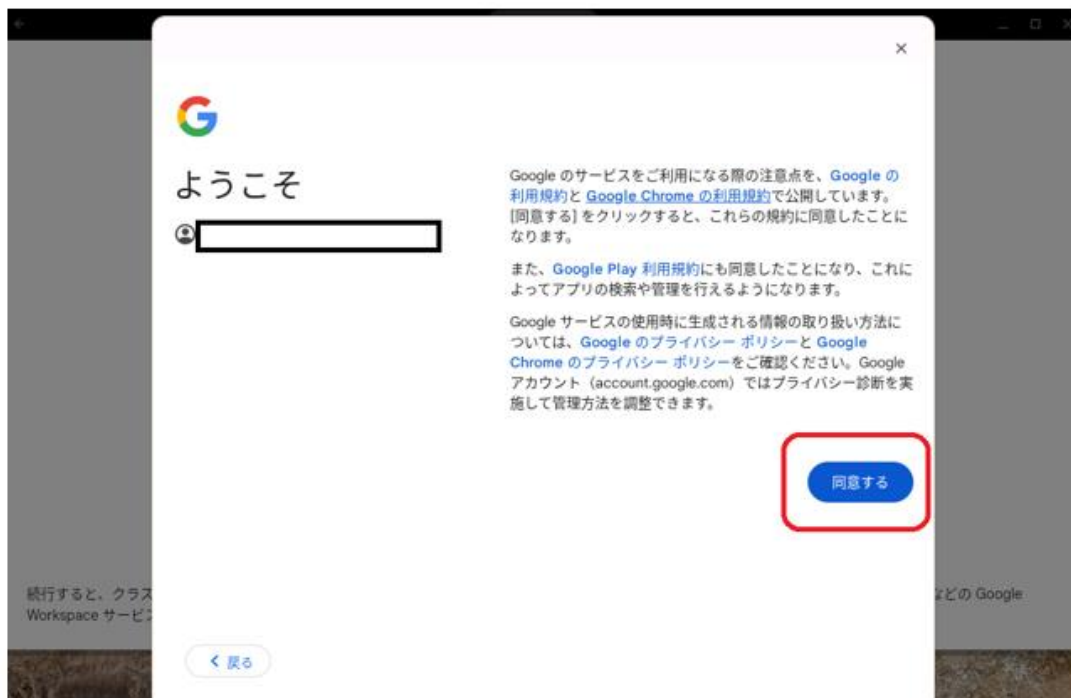 ようこそ
Google のサービスをご利用になる際の注意点を、Google の
利用規約と Google Chrome の利用規約で公開しています。
[同意する] をクリックすると、これらの規約に同意したことに
なります。
また、Google Play 利用規約にも同意したことになり、これに
よってアプリの検索や管理を行えるようになります。
Google サービスの使用時に生成される情報の取り扱い方法に
ついては、Google のプライバシー ポリシーと Google
Chrome のプライバシー ポリシーをご確認ください。Google
アカウント（account.google.com）ではプライバシー診断を実
施して管理方法を調整できます。
同意する
続行すると、クラス
などの Google
Workspace サービ
戻る